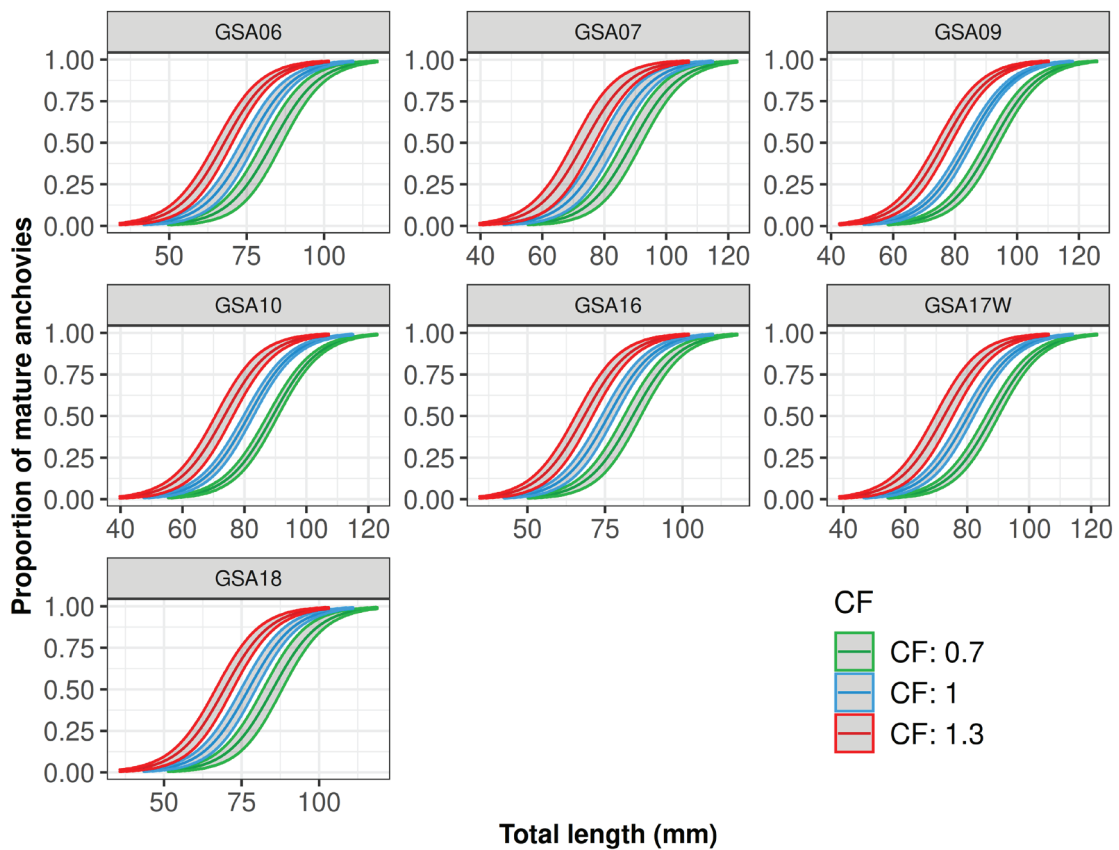 GSA06 GSA07 GSA09
1.00 1.00 1.00
0.75 0.75 0.75
0.50 0.50 0.50
0.25 0.25 0.25
0.00 0.00 0.00
50 75 100 40 60 80 100 120 40 60 80 100 120
GSA10 GSA16 GSA17W
1.00 1.00 1.00
0.75 0.75 0.75
0.50 0.50 0.50
0.25 0.25 0.25
0.00 0.00 0.00
40 60 80 100 120 50 75 100 40 60 80 100 120
GSA18
1.00
0.75
0.50
0.25
0.00
50 75 100
Proportion of mature anchovies
Total length (mm)
CF
CF: 0.7
CF: 1
CF: 1.3